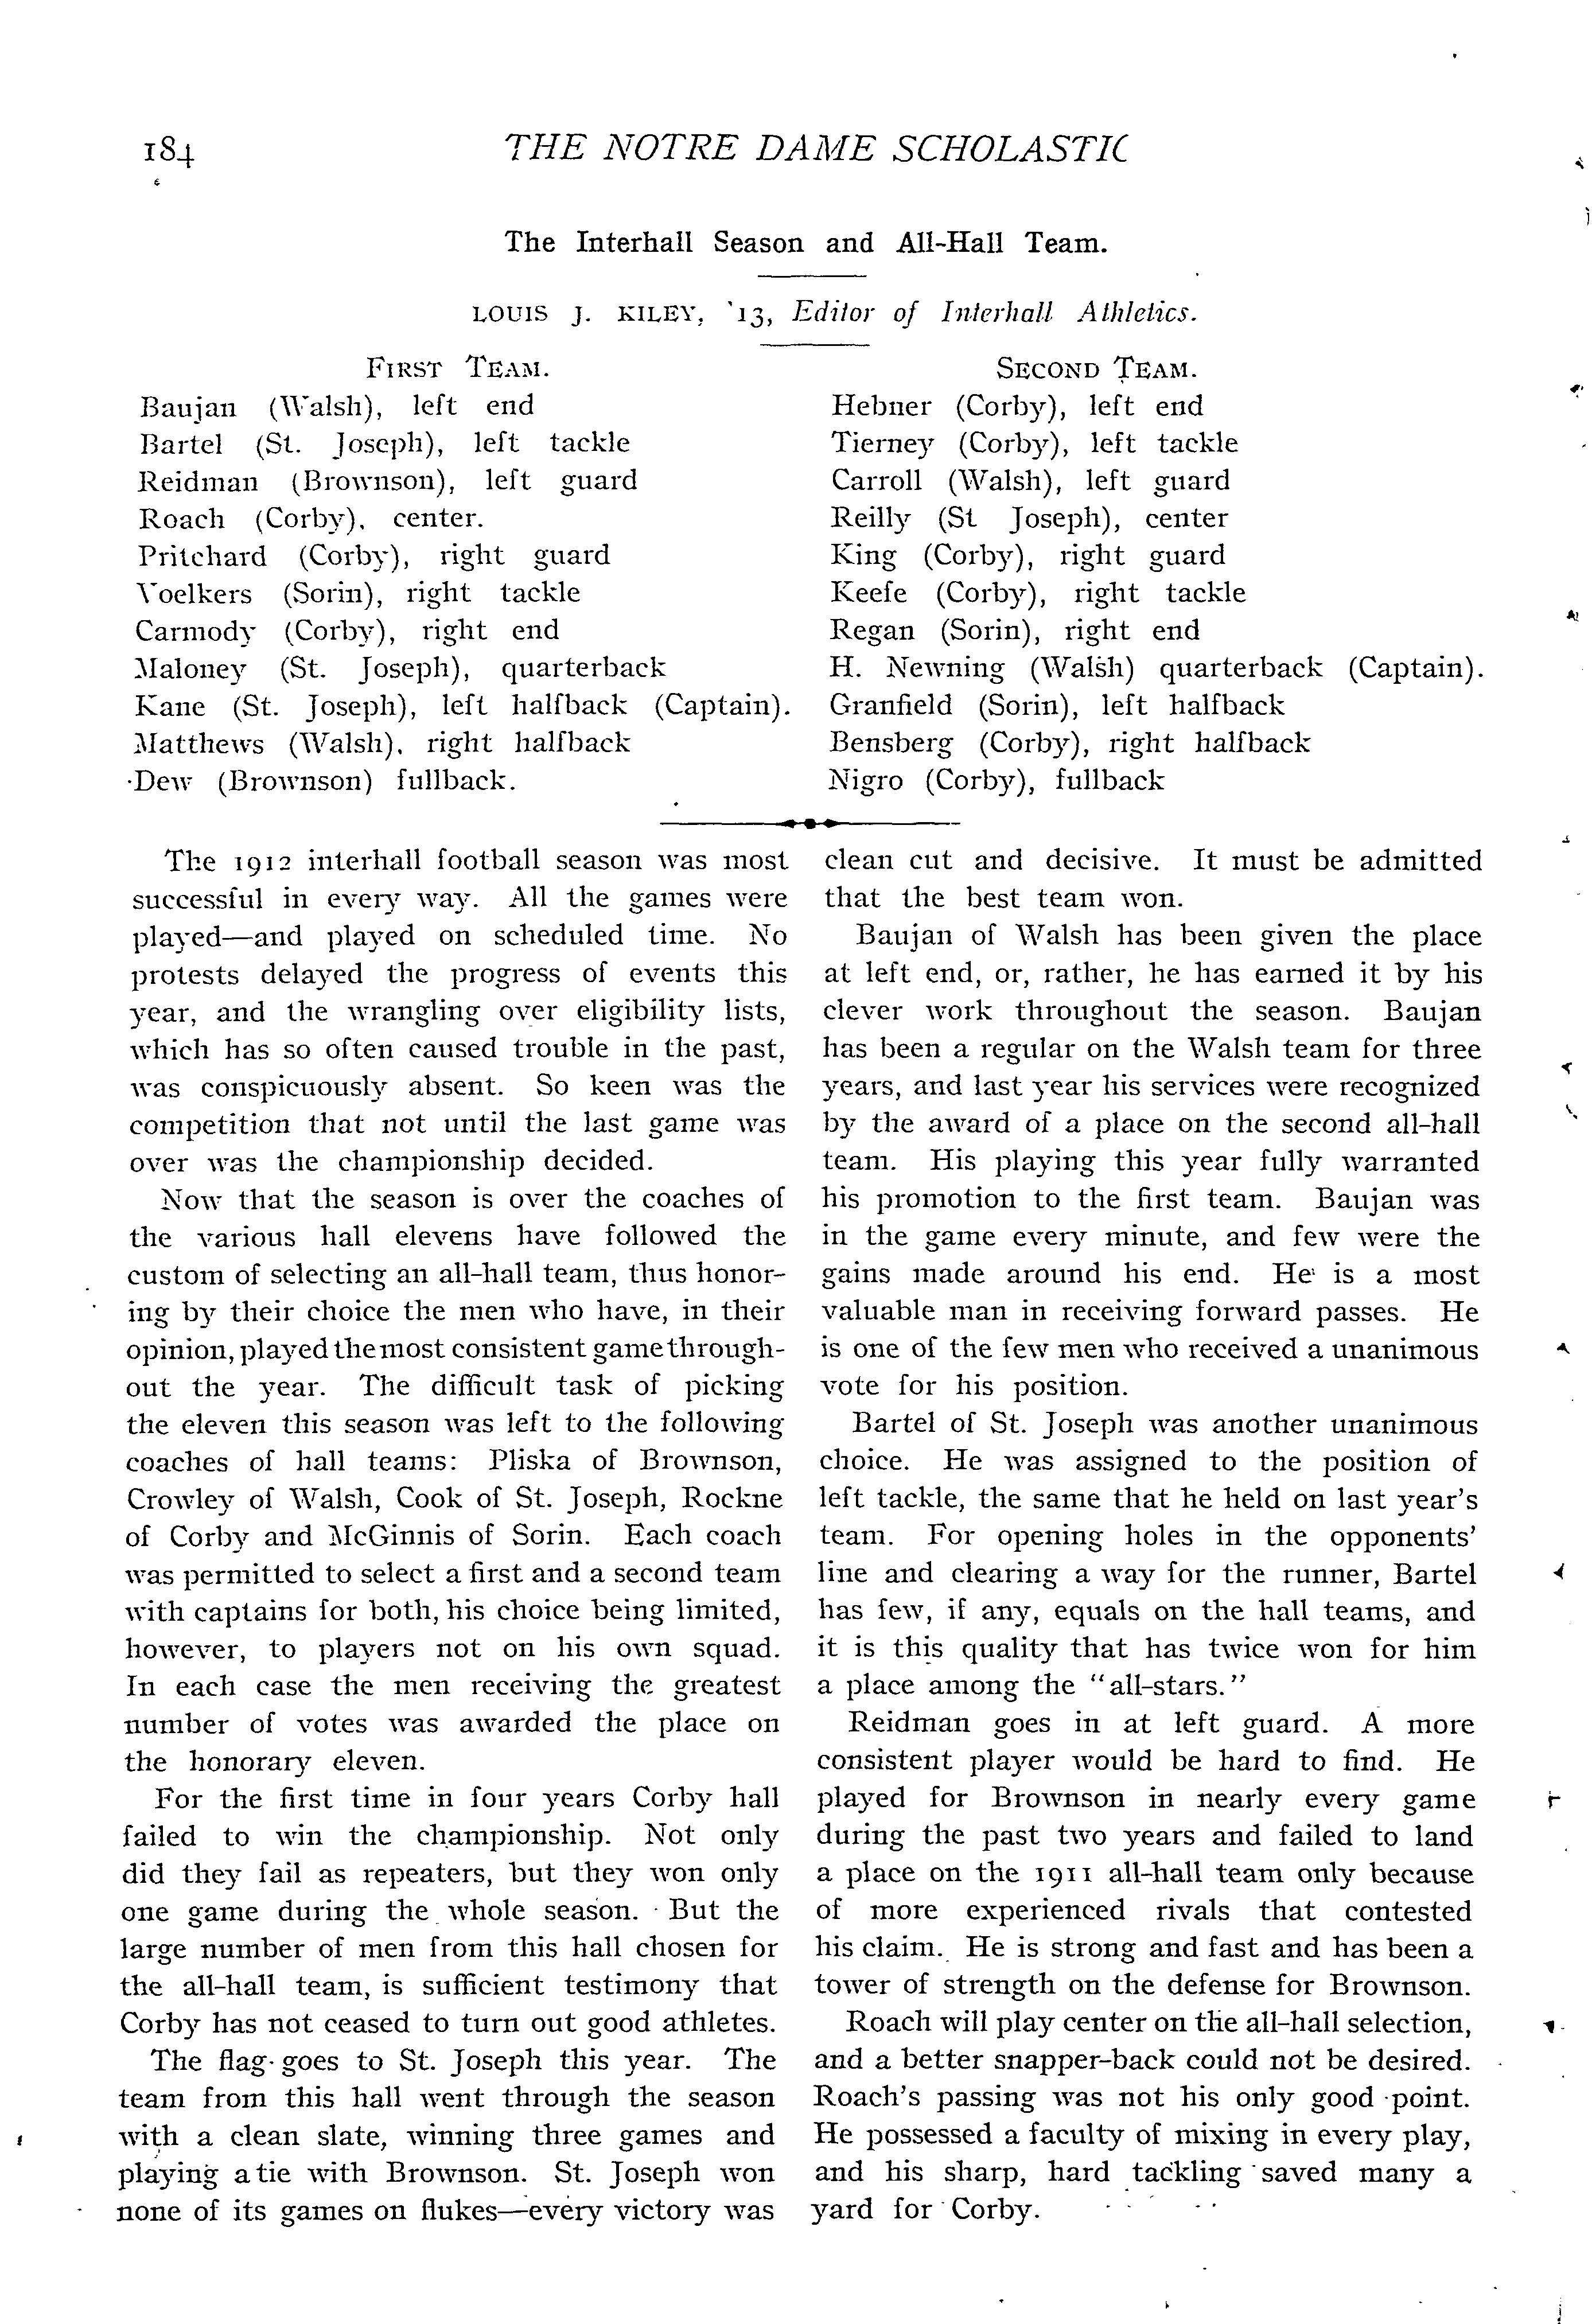 184
THE NOTRE DAME SCHOLASTIC
The Interhall Season and All-Hall Team.
LOUIS J. KILEY, '13, Editor of Interhall Athletics.
FIRST TEAM.
Baujan (Walsh), left end
Bartel (St. Joseph), left tackle
Reidman (Brownson), left guard
Roach (Corby), center.
Pritchard (Corby), right guard
Voelkers (Sorin), right tackle
Carmody (Corby), right end
Maloney (St. Joseph), quarterback
Kane (St. Joseph), left halfback (Captain).
Matthews (Walsh), right halfback
Dew (Brownson) fullback.
SECOND TEAM.
Hebner (Corby), left end
Tierney (Corby), left tackle
Carroll (Walsh), left guard
Reilly (St Joseph), center
King (Corby), right guard
Keefe (Corby), right tackle
Regan (Sorin), right end
H. Newning (Walsh) quarterback (Captain).
Granfield (Sorin), left halfback
Bensberg (Corby), right halfback
Nigro (Corby), fullback
The 1912 interhall football season was most
successful in every way. All the games were
played—and played on scheduled time. No
protests delayed the progress of events this
year, and the wrangling over eligibility lists,
which has so often caused trouble in the past,
was conspicuously absent. So keen was the
competition that not until the last game was
over was the championship decided.
Now that the season is over the coaches of
the various hall elevens have followed the
custom of selecting an all-hall team, thus honor-
ing by their choice the men who have, in their
opinion, played the most consistent game through-
out the year. The difficult task of picking
the eleven this season was left to the following
coaches of hall teams: Pliska of Brownson,
Crowley of Walsh, Cook of St. Joseph, Rockne
of Corby and McGinnis of Sorin. Each coach
was permitted to select a first and a second team
with captains for both, his choice being limited,
however, to players not on his own squad.
In each case the men receiving the greatest
number of votes was awarded the place on
the honorary eleven.
For the first time in four years Corby hall
failed to win the championship. Not only
did they fail as repeaters, but they won only
one game during the whole season. But the
large number of men from this hall chosen for
the all-hall team, is sufficient testimony that
Corby has not ceased to turn out good athletes.
The flag goes to St. Joseph this year. The
team from this hall went through the season
with a clean slate, winning three games and
playing a tie with Brownson. St. Joseph won
none of its games on flukes—every victory was
clean cut and decisive. It must be admitted
that the best team won.
Baujan of Walsh has been given the place
at left end, or, rather, he has earned it by his
clever work throughout the season. Baujan
has been a regular on the Walsh team for three
years, and last year his services were recognized
by the award of a place on the second all-hall
team. His playing this year fully warranted
his promotion to the first team. Baujan was
in the game every minute, and few were the
gains made around his end. He is a most
valuable man in receiving forward passes. He
is one of the few men who received a unanimous
vote for his position.
Bartel of St. Joseph was another unanimous
choice. He was assigned to the position of
left tackle, the same that he held on last year's
team. For opening holes in the opponents'
line and clearing a way for the runner, Bartel
has few, if any, equals on the hall teams, and
it is this quality that has twice won for him
a place among the "all-stars."
Reidman goes in at left guard. A more
consistent player would be hard to find. He
played for Brownson in nearly every game
during the past two years and failed to land
a place on the 1911 all-hall team only because
of more experienced rivals that contested
his claim. He is strong and fast and has been a
tower of strength on the defense for Brownson.
Roach will play center on the all-hall selection,
and a better snapper-back could not be desired.
Roach's passing was not his only good point.
He possessed a faculty of mixing in every play,
and his sharp, hard tackling saved many a
yard for Corby.